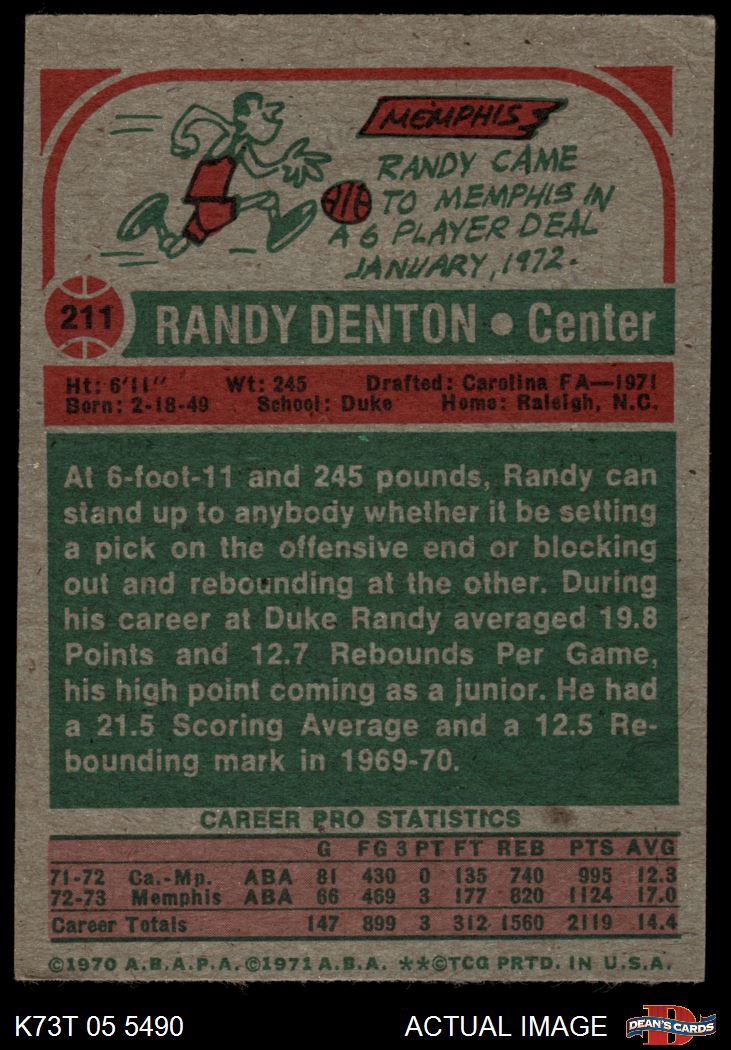 MEMPHIS
RANDY CAME
TO MEMPHIS IN
A 6 PLAYER DEAL
JANUARY, 1972.
211 RANDY DENTON • Center
Ht: 6'11" Wt: 245 Drafted: Carolina FA—1971
Born: 2-18-49 School: Duke Home: Raleigh, N.C.
At 6-foot-11 and 245 pounds, Randy can
stand up to anybody whether it be setting
a pick on the offensive end or blocking
out and rebounding at the other. During
his career at Duke Randy averaged 19.8
Points and 12.7 Rebounds Per Game,
his high point coming as a junior. He had
a 21.5 Scoring Average and a 12.5 Re-
bounding mark in 1969-70.
CAREER PRO STATISTICS
G FG 3 PT FT REB PTS AVG
71-72 Ca.-Mp. ABA 81 430 0 135 740 995 12.3
72-73 Memphis ABA 66 469 3 177 820 1124 17.0
Career Totals 147 899 3 312 1560 2119 14.4
©1970 A.B.A.P.A. ©1971 A.B.A. **©TCG PRTD. IN U.S.A.
K73T 05 5490 ACTUAL IMAGE D DEAN'S CARDS